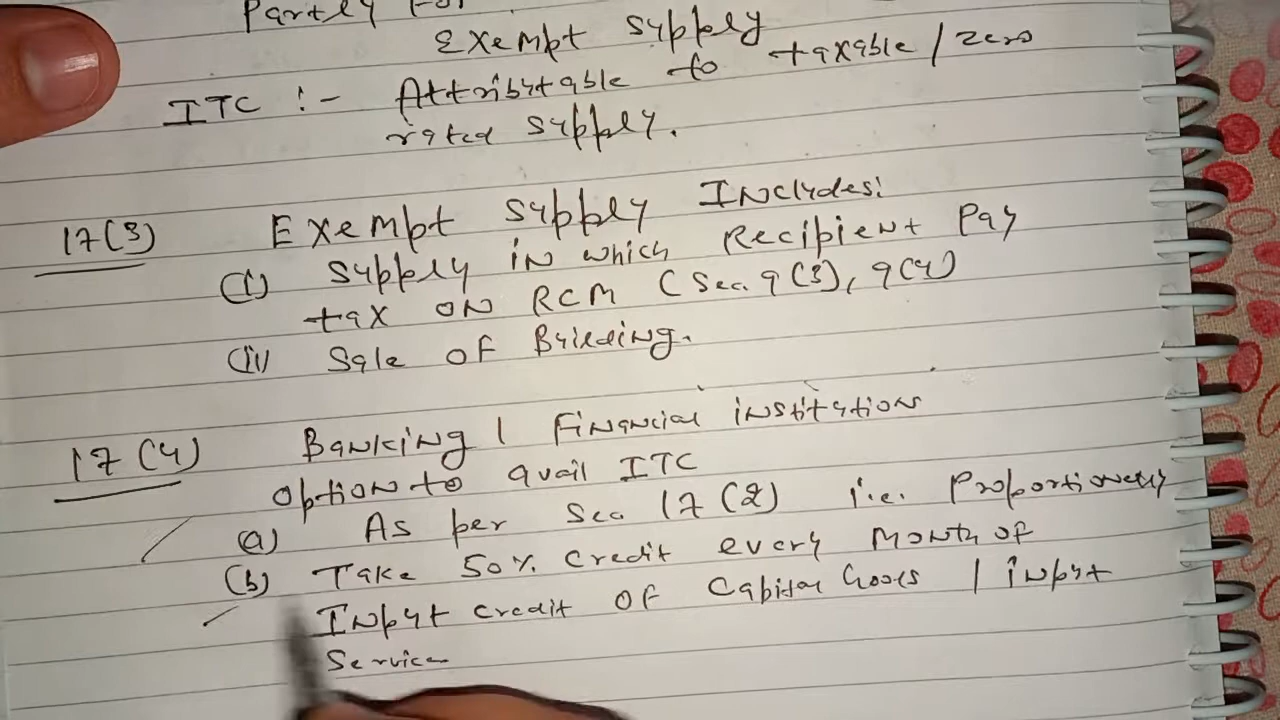 Partly for
Exempt supply
ITC :- Attributable to taxable / zero
rated supply.
17(3) Exempt supply Includes:
(i) supply in which Recipient Pay
tax on RCM (Sec. 9(3), 9(4)
(ii) Sale of Building.
17(4) Banking / Financial institution
option to avail ITC
(a) As per Sec. 17(2) i.e. Proportionately
(b) Take 50% credit every Month of
Input credit of Capital Goods / input
Service